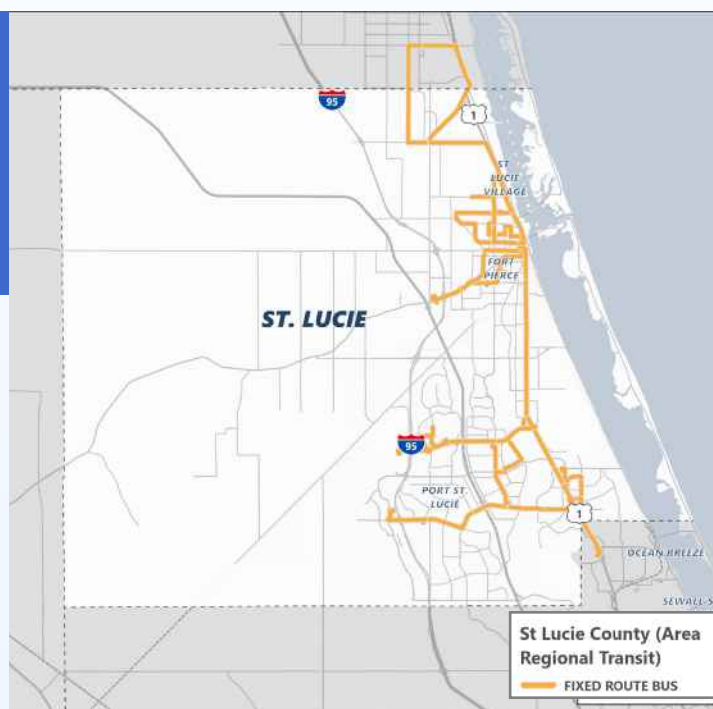 95
1
ST
LUCIE
VILLAGE
FORT
PIERCE
ST. LUCIE
95
PORT ST
LUCIE
1
OCEAN BREEZE
SEWALL-S
St Lucie County (Area
Regional Transit)
FIXED ROUTE BUS